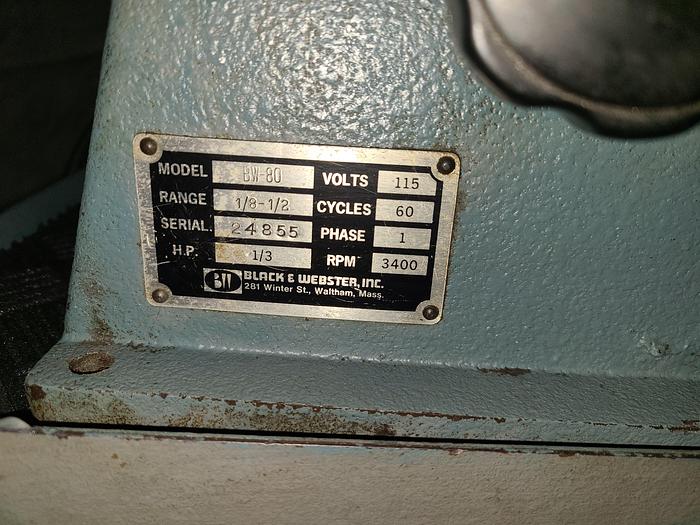 MODEL BW-80 VOLTS 115
RANGE 1/8-1/2 CYCLES 60
SERIAL. 24855 PHASE 1
H.P. 1/3 RPM 3400
BW BLACK & WEBSTER, INC.
281 Winter St., Waltham, Mass.